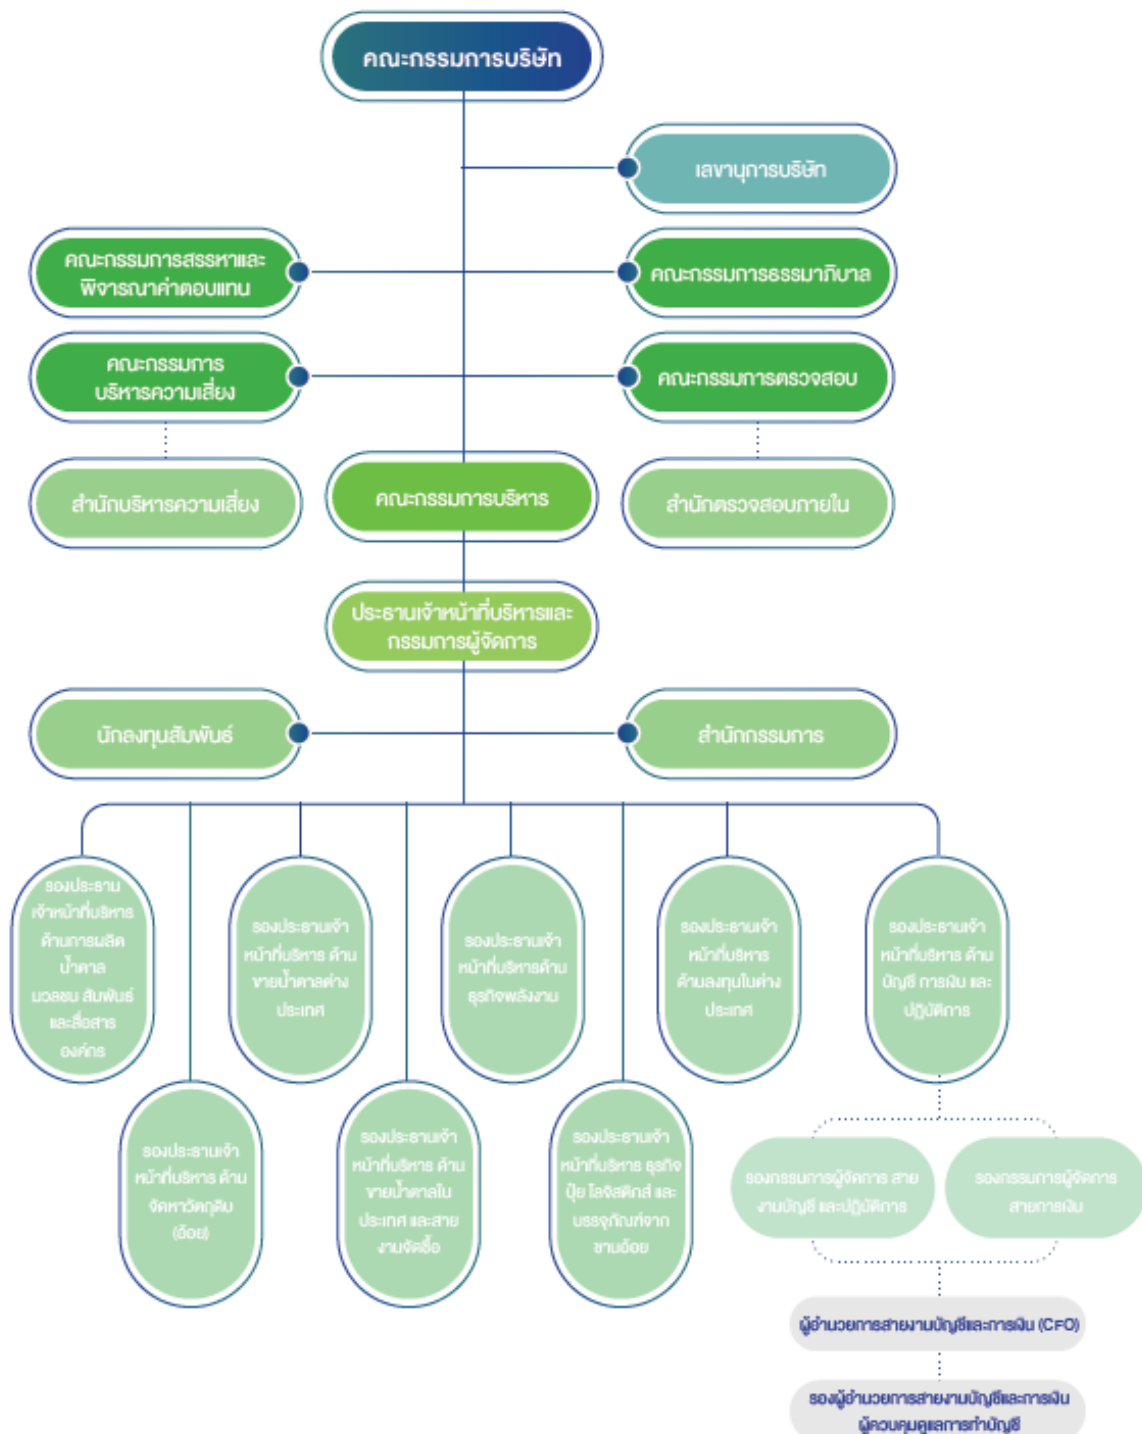 คณะกรรมการบริษัท
เลขานุการบริษัท
คณะกรรมการสรรหาและ
พิจารณาค่าตอบแทน
คณะกรรมการธรรมาภิบาล
คณะกรรมการ
บริหารความเสี่ยง
คณะกรรมการตรวจสอบ
สำนักบริหารความเสี่ยง
คณะกรรมการบริหาร
สำนักตรวจสอบภายใน
ประธานเจ้าหน้าที่บริหารและ
กรรมการผู้จัดการ
นักลงทุนสัมพันธ์
สำนักกรรมการ
รองประธาน
เจ้าหน้าที่บริหาร
ด้านการผลิต
น้ำตาล
มวลชน สัมพันธ์
และสื่อสาร
องค์กร
รองประธานเจ้า
หน้าที่บริหาร ด้าน
ขายน้ำตาลต่าง
ประเทศ
รองประธานเจ้า
หน้าที่บริหารด้าน
ธุรกิจพลังงาน
รองประธานเจ้า
หน้าที่บริหาร
ด้านลงทุนในต่าง
ประเทศ
รองประธานเจ้า
หน้าที่บริหาร ด้าน
บัญชี การเงิน และ
ปฏิบัติการ
รองประธานเจ้า
หน้าที่บริหาร ด้าน
จัดหาวัตถุดิบ
(อ้อย)
รองประธานเจ้า
หน้าที่บริหาร ด้าน
ขายน้ำตาลใน
ประเทศ และสาย
งานจัดซื้อ
รองประธานเจ้า
หน้าที่บริหาร ธุรกิจ
ปุ๋ย โลจิสติกส์ และ
บรรจุภัณฑ์จาก
ชานอ้อย
รองกรรมการผู้จัดการ สาย
งานบัญชี และปฏิบัติการ
รองกรรมการผู้จัดการ
สายการเงิน
ผู้อำนวยการสายงานบัญชีและการเงิน (CFO)
รองผู้อำนวยการสายงานบัญชีและการเงิน
ผู้ควบคุมดูแลการทำบัญชี